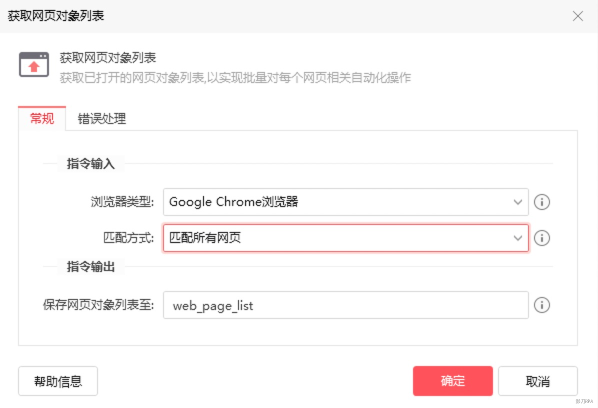 获取网页对象列表
获取网页对象列表
获取已打开的网页对象列表,以实现批量对每个网页相关自动化操作
常规 错误处理
指令输入
浏览器类型: Google Chrome浏览器
匹配方式: 匹配所有网页
指令输出
保存网页对象列表至: web_page_list
帮助信息 确定 取消